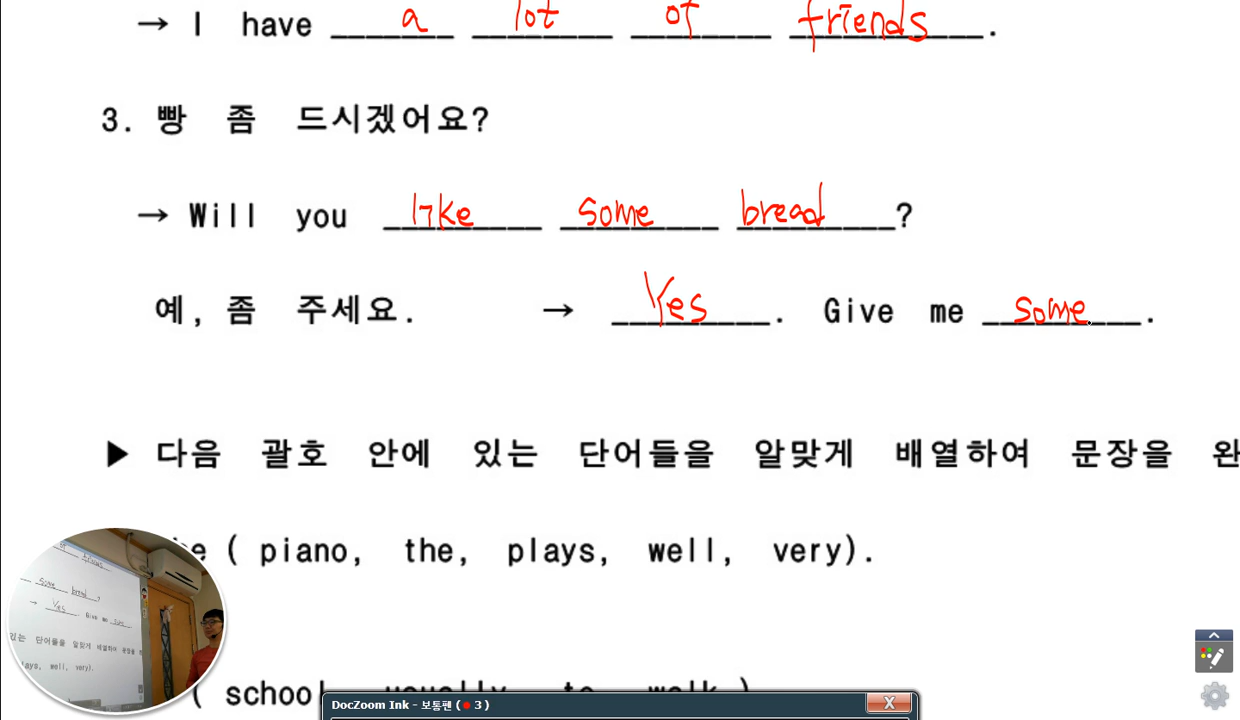 → I have a lot of friends.
3. 빵 좀 드시겠어요?
→ Will you like some bread?
예, 좀 주세요. → Yes. Give me some.
▶ 다음 괄호 안에 있는 단어들을 알맞게 배열하여 문장을 완
( piano, the, plays, well, very).
( school, usually, to, walk ).
DocZoom Ink - 보통펜 ( 3 )